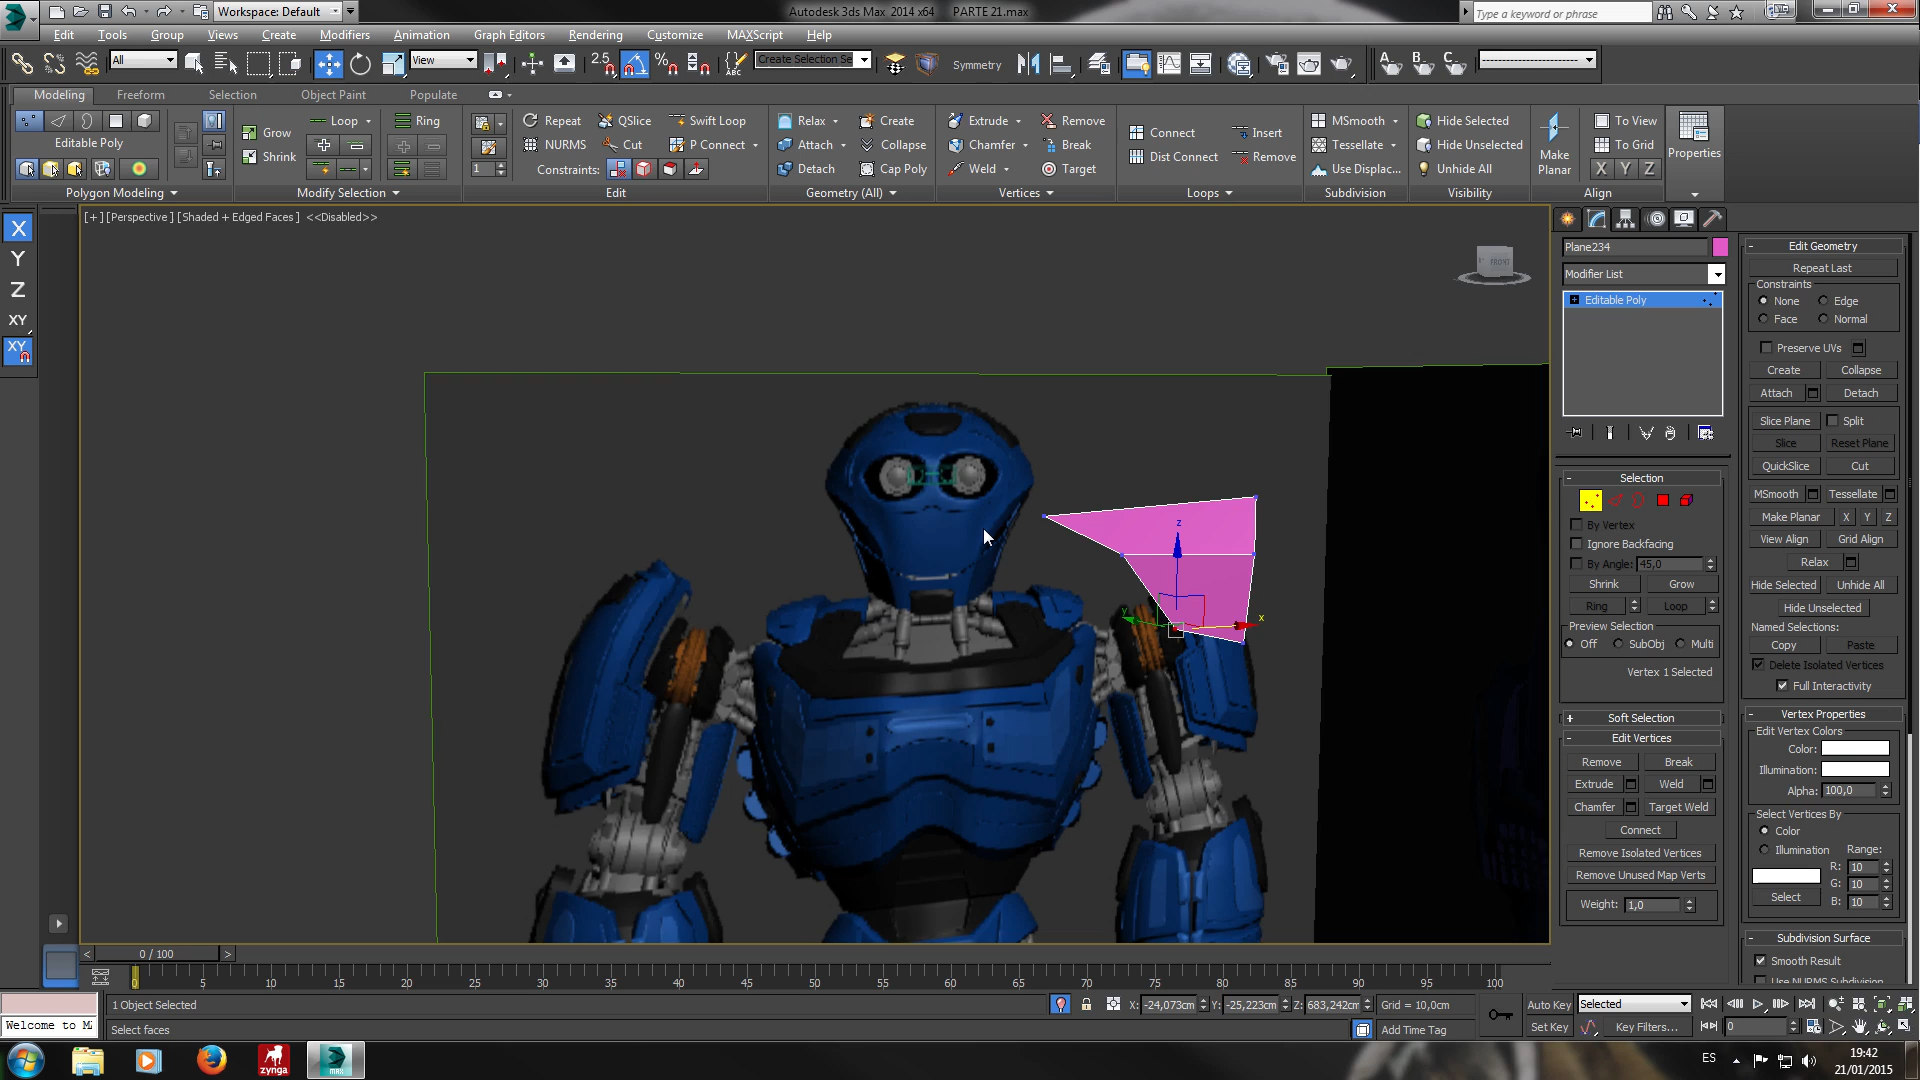 Workspace: Default
Autodesk 3ds Max 2014 x64 PARTE 21.max
Type a keyword or phrase
Edit Tools Group Views Create Modifiers Animation Graph Editors Rendering Customize MAXScript Help
All View 2.5 Create Selection Se Symmetry A B C
Modeling Freeform Selection Object Paint Populate
Loop Ring Repeat QSlice Swift Loop Relax Create Extrude Remove MSmooth Hide Selected To View
Editable Poly Grow NURMS Cut P Connect Attach Collapse Chamfer Break Connect Insert Tessellate Hide Unselected To Grid
Shrink 1 Constraints: Detach Cap Poly Weld Target Dist Connect Remove Use Displac... Unhide All Make Planar X Y Z Properties
Polygon Modeling Modify Selection Edit Geometry (All) Vertices Loops Subdivision Visibility Align
X
Y
Z
XY
XY
[+] [Perspective ] [Shaded + Edged Faces ] <<Disabled>>
FRONT
z
y
x
Plane234
Modifier List
Editable Poly
Selection
By Vertex
Ignore Backfacing
By Angle: 45,0
Shrink Grow
Ring Loop
Preview Selection
Off SubObj Multi
Vertex 1 Selected
Soft Selection
Edit Vertices
Remove Break
Extrude Weld
Chamfer Target Weld
Connect
Remove Isolated Vertices
Remove Unused Map Verts
Weight: 1,0
Edit Geometry
Repeat Last
Constraints
None Edge
Face Normal
Preserve UVs
Create Collapse
Attach Detach
Slice Plane Split
Slice Reset Plane
QuickSlice Cut
MSmooth Tessellate
Make Planar X Y Z
View Align Grid Align
Relax
Hide Selected Unhide All
Hide Unselected
Named Selections:
Copy Paste
Delete Isolated Vertices
Full Interactivity
Vertex Properties
Edit Vertex Colors
Color:
Illumination:
Alpha: 100,0
Select Vertices By
Color
Illumination Range:
R: 10
G: 10
Select B: 10
Subdivision Surface
Smooth Result
Use NURMS Subdivision
0 / 100
0 5 10 15 20 25 30 35 40 45 50 55 60 65 70 75 80 85 90 95 100
1 Object Selected X: -24,073cm Y: -25,223cm Z: 683,242cm Grid = 10,0cm Auto Key Selected
Welcome to M Select faces Add Time Tag Set Key Key Filters... 0
zynga MAX
ES 19:42
21/01/2015